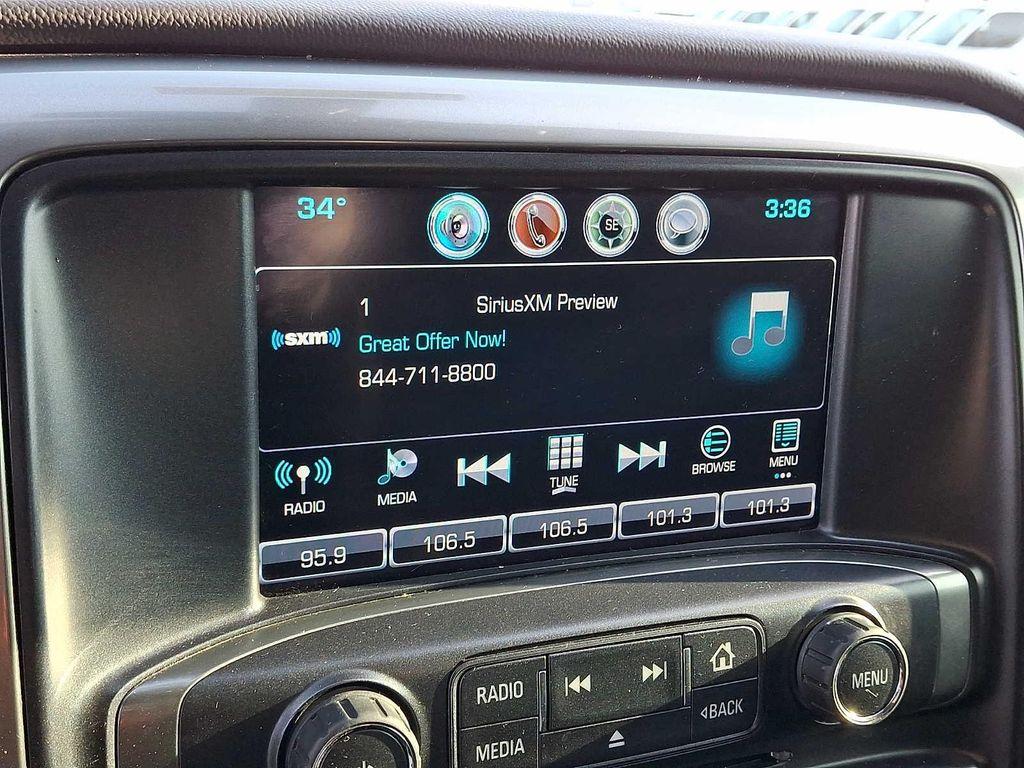 34°
SE
3:36
1
SiriusXM Preview
((sxm))
Great Offer Now!
844-711-8800
RADIO
MEDIA
TUNE
BROWSE
MENU
95.9
106.5
106.5
101.3
101.3
RADIO
MEDIA
BACK
MENU